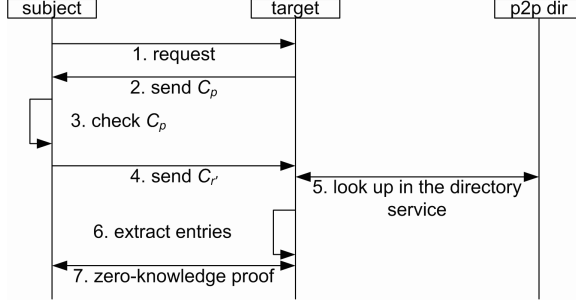 subject target p2p dir
1. request
2. send Cp
3. check Cp
4. send Cr'
5. look up in the directory
service
6. extract entries
7. zero-knowledge proof